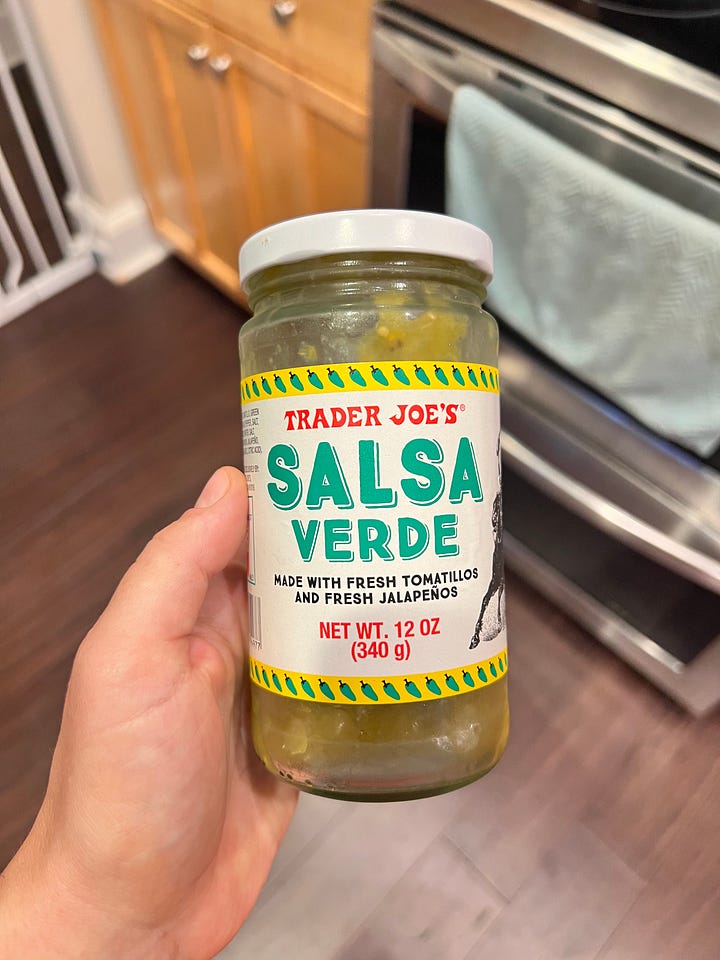 TRADER JOE'S®
SALSA
VERDE
MADE WITH FRESH TOMATILLOS
AND FRESH JALAPEÑOS
NET WT. 12 OZ
(340 g)